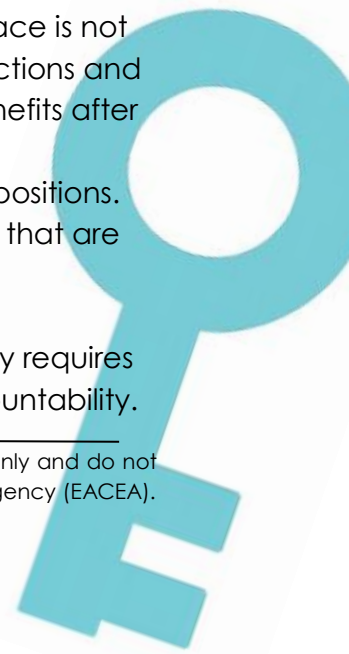 ace is not
ctions and
nefits after
positions.
that are
y requires
untability.
nly and do not
gency (EACEA).